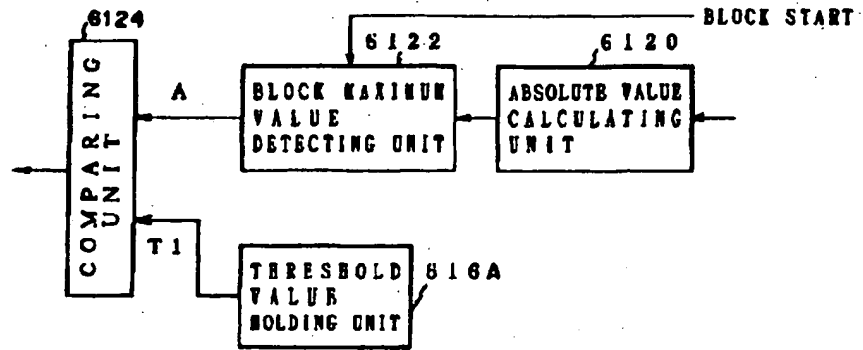 6124
BLOCK START
6122
6120
COMPARING
UNIT
A
BLOCK MAXIMUM
VALUE
DETECTING UNIT
ABSOLUTE VALUE
CALCULATING
UNIT
T1
THRESHOLD
VALUE
HOLDING UNIT
616A